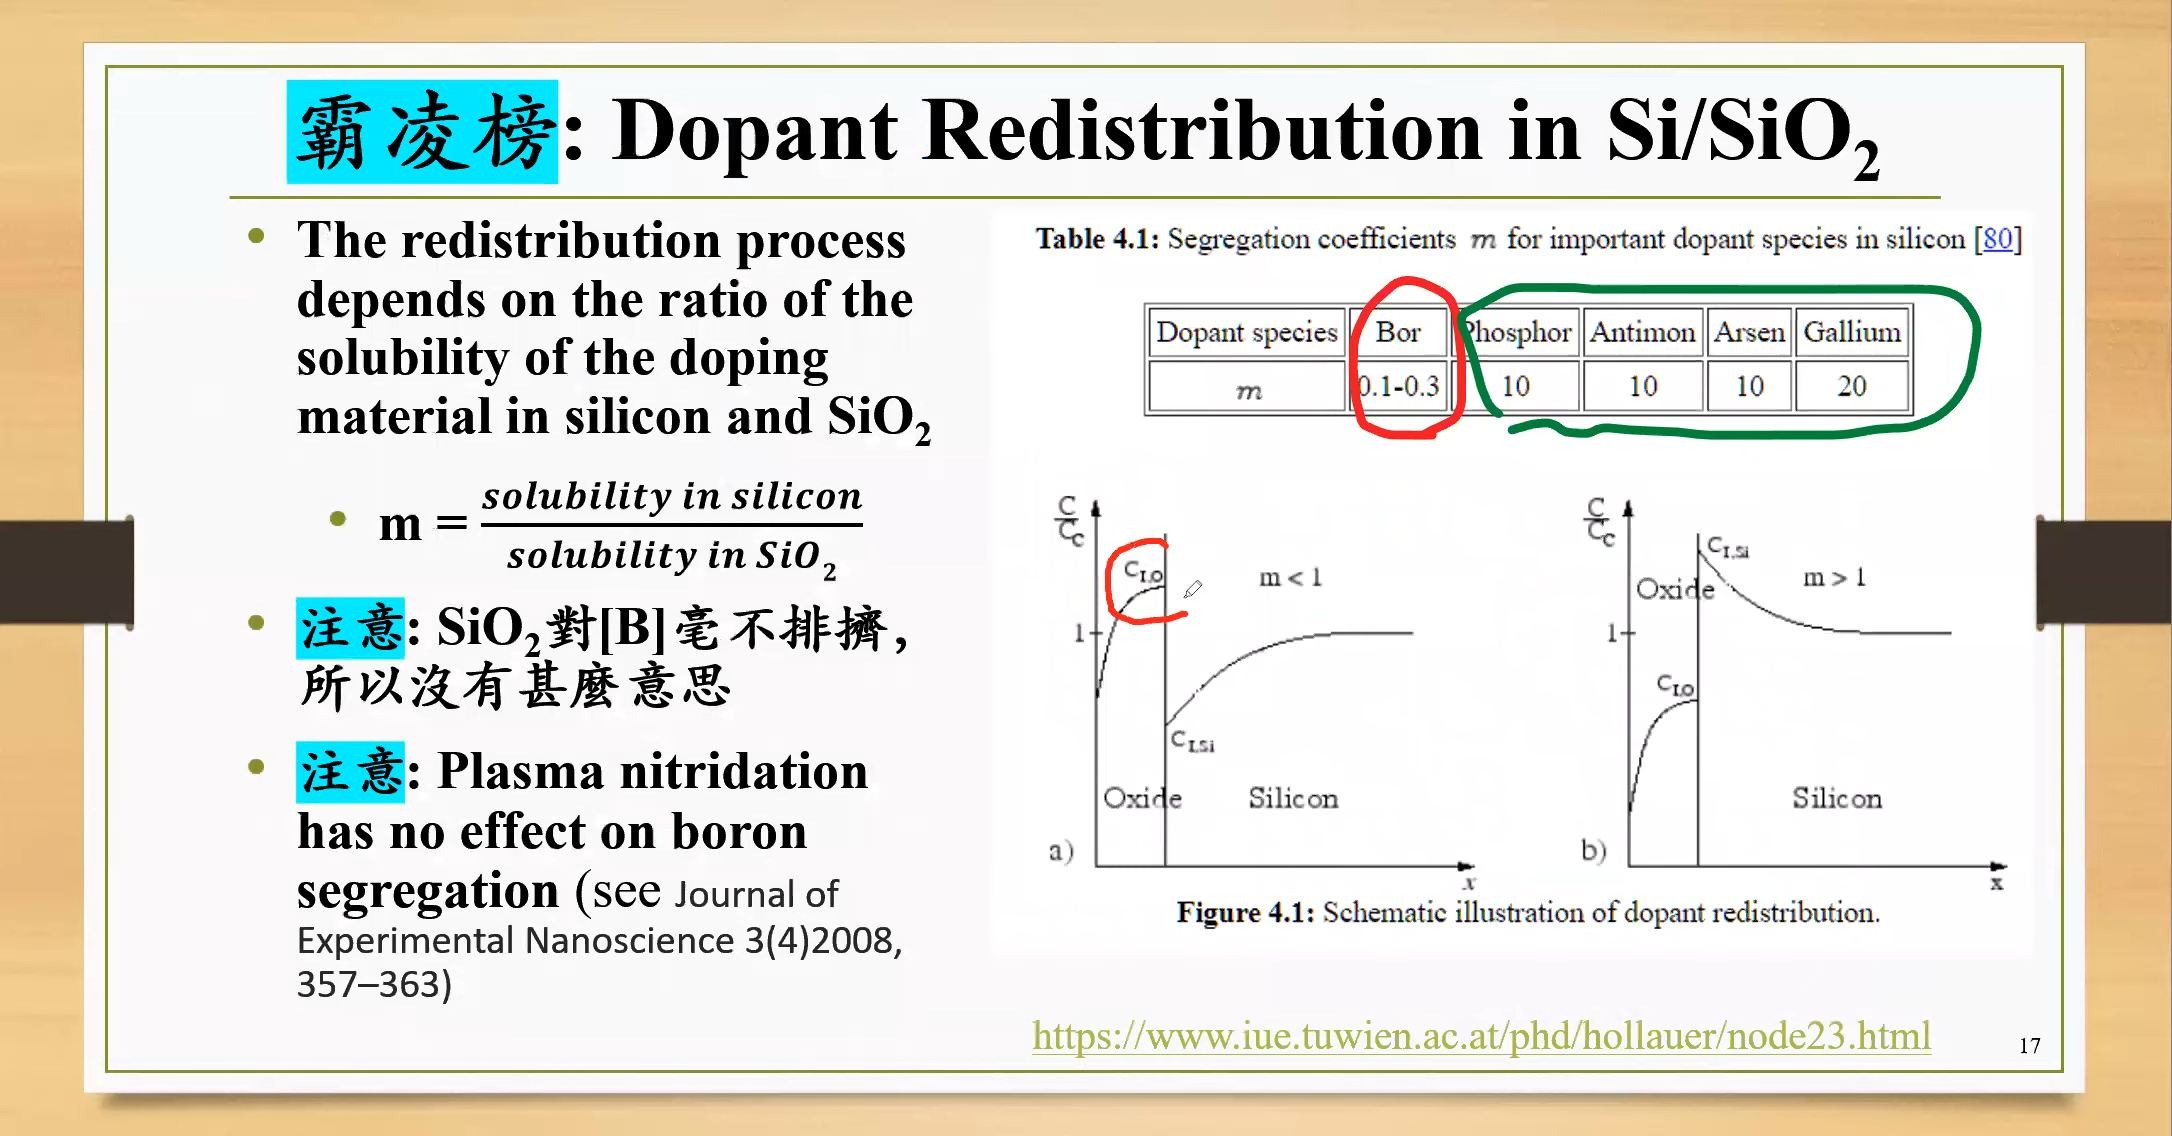 霸凌榜: Dopant Redistribution in Si/SiO₂
• The redistribution process
depends on the ratio of the
solubility of the doping
material in silicon and SiO₂
• m = solubility in silicon
solubility in SiO₂
• 注意: SiO₂對[B]毫不排擠,
所以沒有甚麼意思
• 注意: Plasma nitridation
has no effect on boron
segregation (see Journal of
Experimental Nanoscience 3(4)2008,
357–363)
Table 4.1: Segregation coefficients m for important dopant species in silicon [80]
Dopant species Bor Phosphor Antimon Arsen Gallium
m 0.1-0.3 10 10 10 20
C
C_C
C_I,O
m < 1
1
C_I,Si
Oxide Silicon
a)
x
C
C_C
C_I,Si
Oxide m > 1
1
C_I,O
Silicon
b)
x
Figure 4.1: Schematic illustration of dopant redistribution.
https://www.iue.tuwien.ac.at/phd/hollauer/node23.html
17